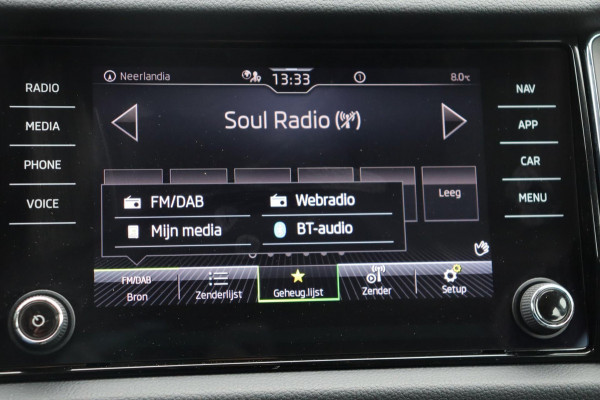 Neerlandia 13:33 1 8.0°C
RADIO
MEDIA
PHONE
VOICE
Soul Radio
NAV
APP
CAR
MENU
Leeg
FM/DAB Webradio
Mijn media BT-audio
FM/DAB
Bron
Zenderlijst
Geheug.lijst
Zender
Setup